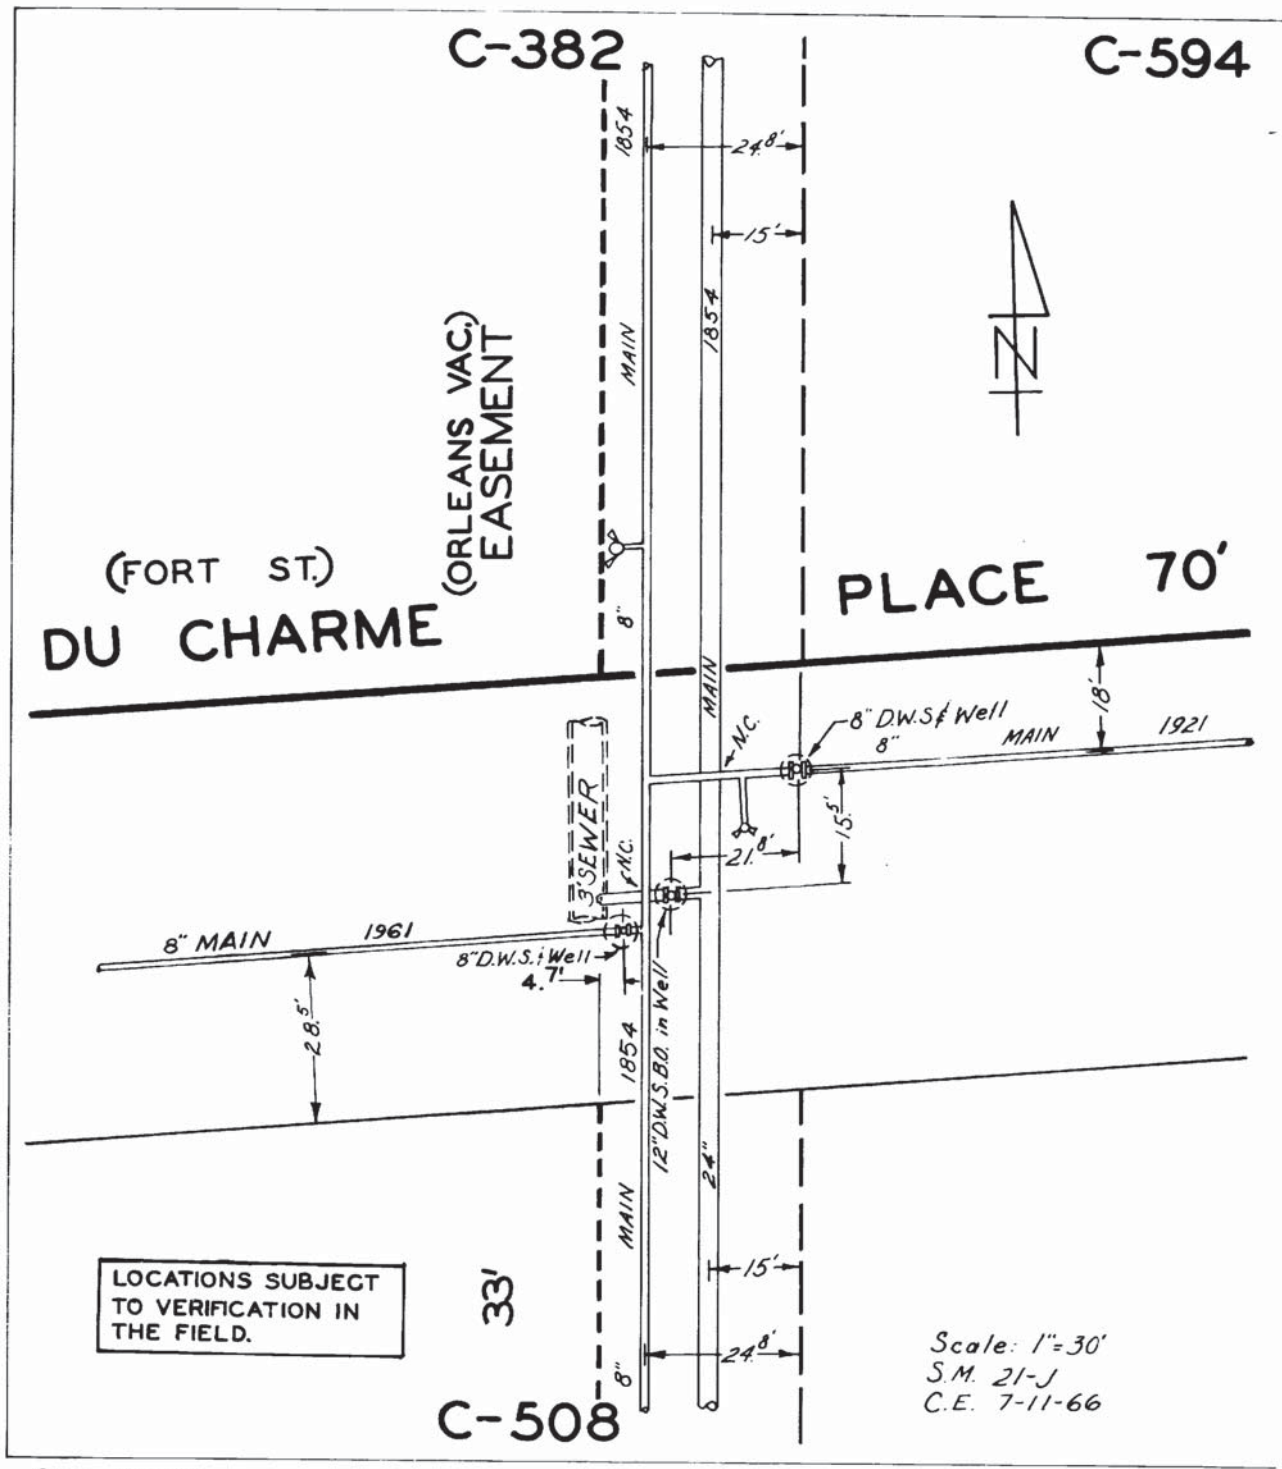 C-382
C-594
1854
24.8'
15'
1854
MAIN
(ORLEANS VAC.)
EASEMENT
N
(FORT ST.)
DU CHARME
PLACE 70'
8"
MAIN
N.C.
8" D.W.S. & Well
8"
MAIN
1921
18'
3' SEWER
N.C.
15.5'
21.8'
8" MAIN
1961
8" D.W.S. & Well
4.7'
28.5'
1854
12" D.W.S. B.O. in Well
24"
MAIN
15'
LOCATIONS SUBJECT
TO VERIFICATION IN
THE FIELD.
33'
24.8'
8"
Scale: 1"=30'
S.M. 21-J
C.E. 7-11-66
C-508